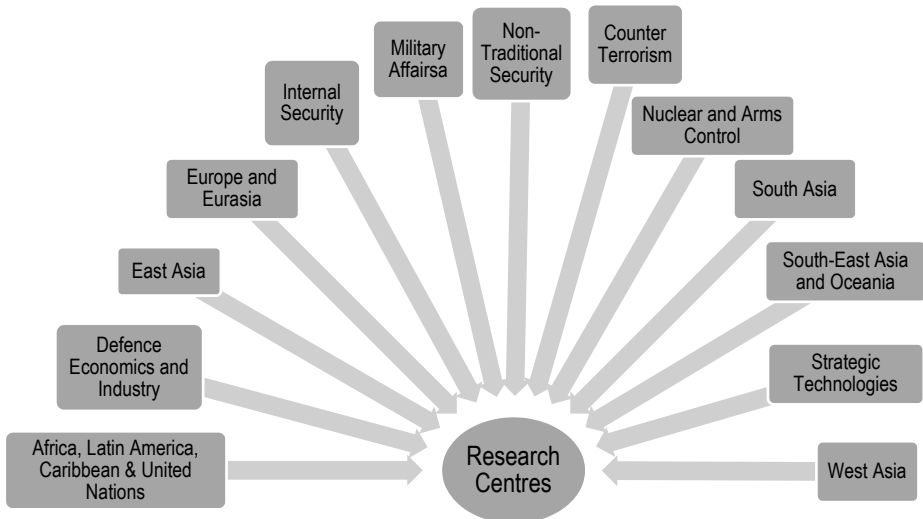 Non-
Traditional
Security
Counter
Terrorism
Military
Affairsa
Internal
Security
Nuclear and Arms
Control
Europe and
Eurasia
South Asia
East Asia
South-East Asia
and Oceania
Defence
Economics and
Industry
Strategic
Technologies
Africa, Latin America,
Caribbean & United
Nations
Research
Centres
West Asia